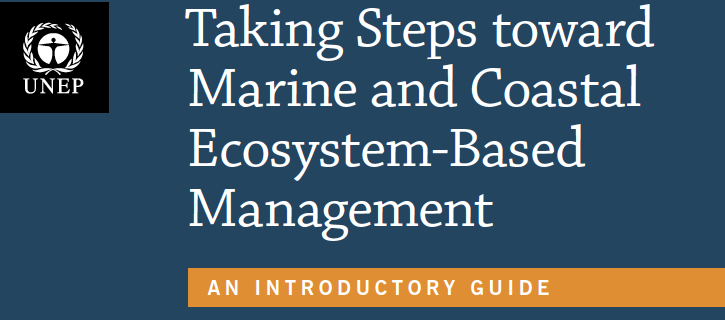 UNEP
Taking Steps toward
Marine and Coastal
Ecosystem-Based
Management
AN INTRODUCTORY GUIDE